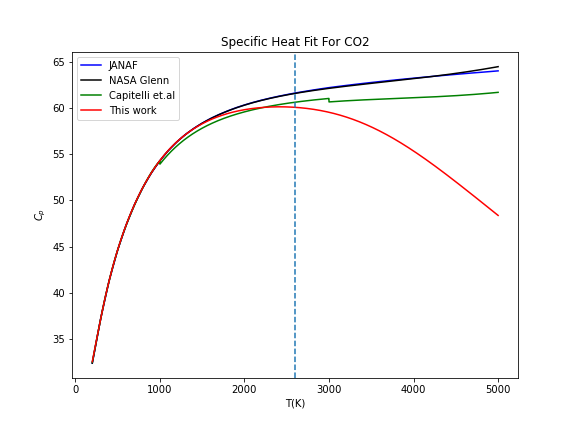 Specific Heat Fit For CO2
JANAF
NASA Glenn
Capitelli et.al
This work
65
60
55
50
45
40
35
C_p
0 1000 2000 3000 4000 5000
T(K)